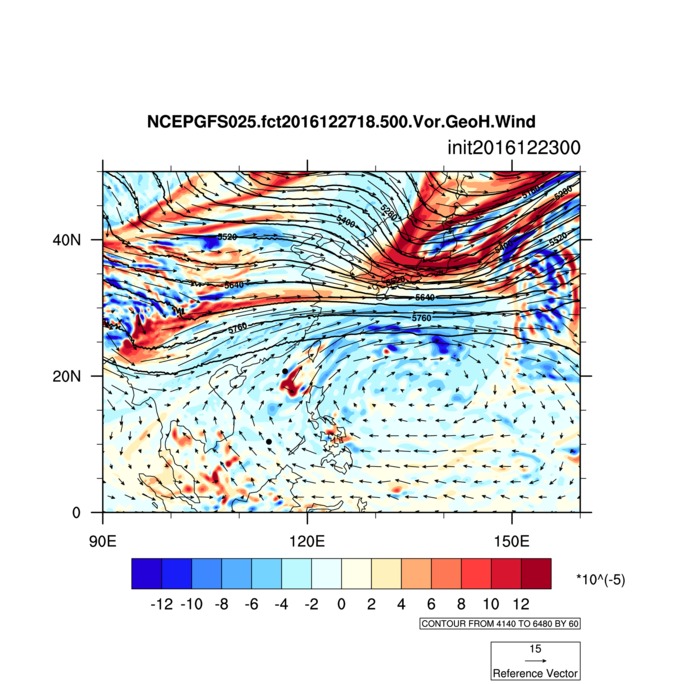 NCEPGFS025.fct2016122718.500.Vor.GeoH.Wind
init2016122300
5280
5400
5160
5280
5520
5520
40N
5640
5640
5760
5760
20N
0
90E 120E 150E
-12 -10 -8 -6 -4 -2 0 2 4 6 8 10 12 *10^(-5)
CONTOUR FROM 4140 TO 6480 BY 60
15
Reference Vector